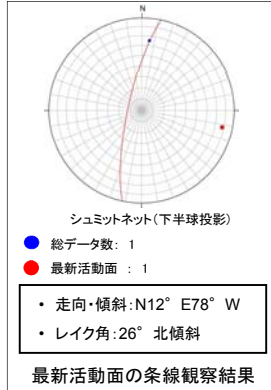 N
シュミットネット(下半球投影)
総データ数: 1
最新活動面 : 1
• 走向・傾斜:N12° E78° W
• レイク角:26° 北傾斜
最新活動面の条線観察結果